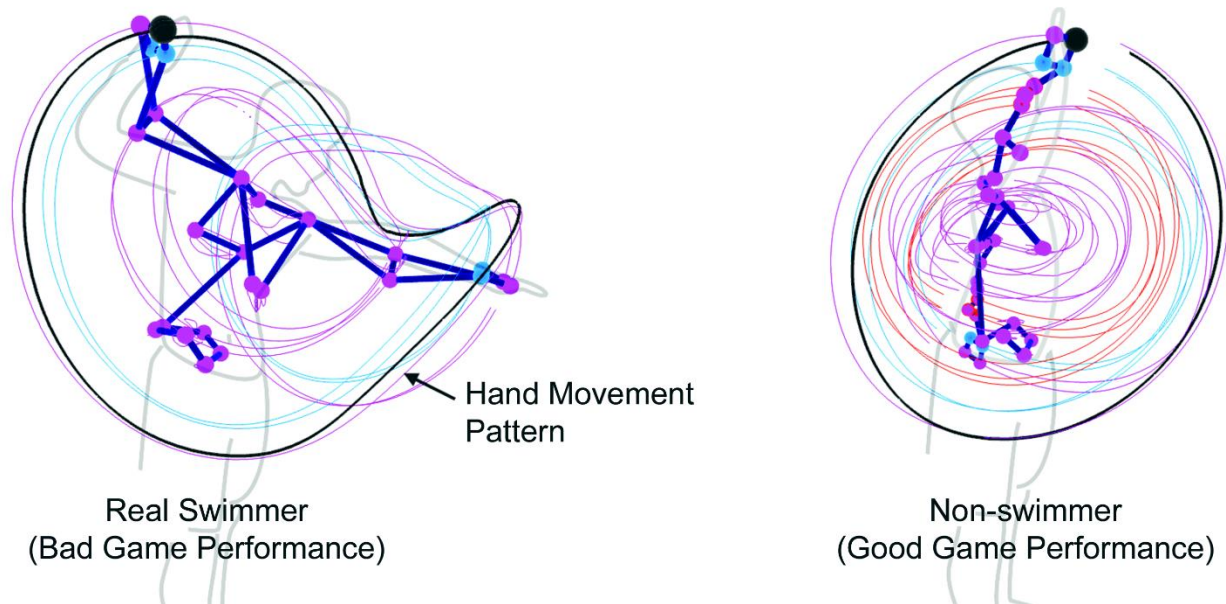 Hand Movement
Pattern
Real Swimmer
(Bad Game Performance)
Non-swimmer
(Good Game Performance)